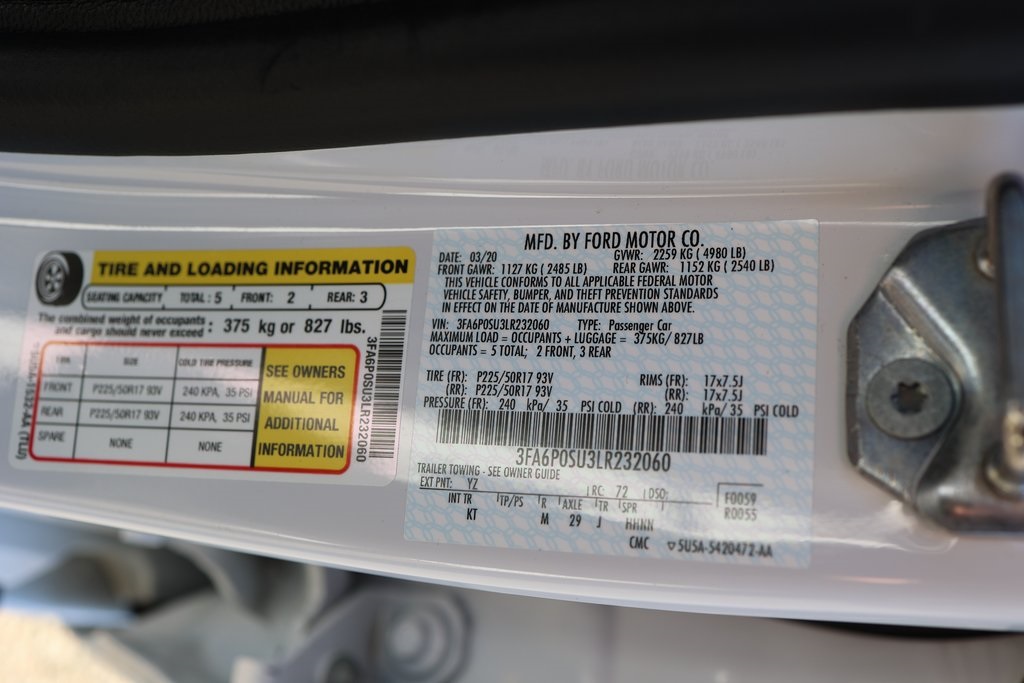 TIRE AND LOADING INFORMATION
SEATING CAPACITY TOTAL : 5 FRONT: 2 REAR: 3
The combined weight of occupants and cargo should never exceed : 375 kg or 827 lbs.
SIZE COLD TIRE PRESSURE
FRONT P225/50R17 93V 240 KPA, 35 PSI
REAR P225/50R17 93V 240 KPA, 35 PSI
SPARE NONE NONE
SEE OWNERS
MANUAL FOR
ADDITIONAL
INFORMATION
3FA6P0SU3LR232060
MFD. BY FORD MOTOR CO.
DATE: 03/20 GVWR: 2259 KG ( 4980 LB)
FRONT GAWR: 1127 KG ( 2485 LB) REAR GAWR: 1152 KG ( 2540 LB)
THIS VEHICLE CONFORMS TO ALL APPLICABLE FEDERAL MOTOR
VEHICLE SAFETY, BUMPER, AND THEFT PREVENTION STANDARDS
IN EFFECT ON THE DATE OF MANUFACTURE SHOWN ABOVE.
VIN: 3FA6P0SU3LR232060 TYPE: Passenger Car
MAXIMUM LOAD = OCCUPANTS + LUGGAGE = 375KG/ 827LB
OCCUPANTS = 5 TOTAL; 2 FRONT, 3 REAR
TIRE (FR): P225/50R17 93V RIMS (FR): 17x7.5J
(RR): P225/50R17 93V (RR): 17x7.5J
PRESSURE (FR): 240 kPa/ 35 PSI COLD (RR): 240 kPa/ 35 PSI COLD
3FA6P0SU3LR232060
TRAILER TOWING - SEE OWNER GUIDE
EXT PNT: YZ RC: 72 DSO: F0059
INT TR TP/PS R AXLE TR SPR R0055
KT M 29 J HHNN
CMC 5USA-5420472-AA